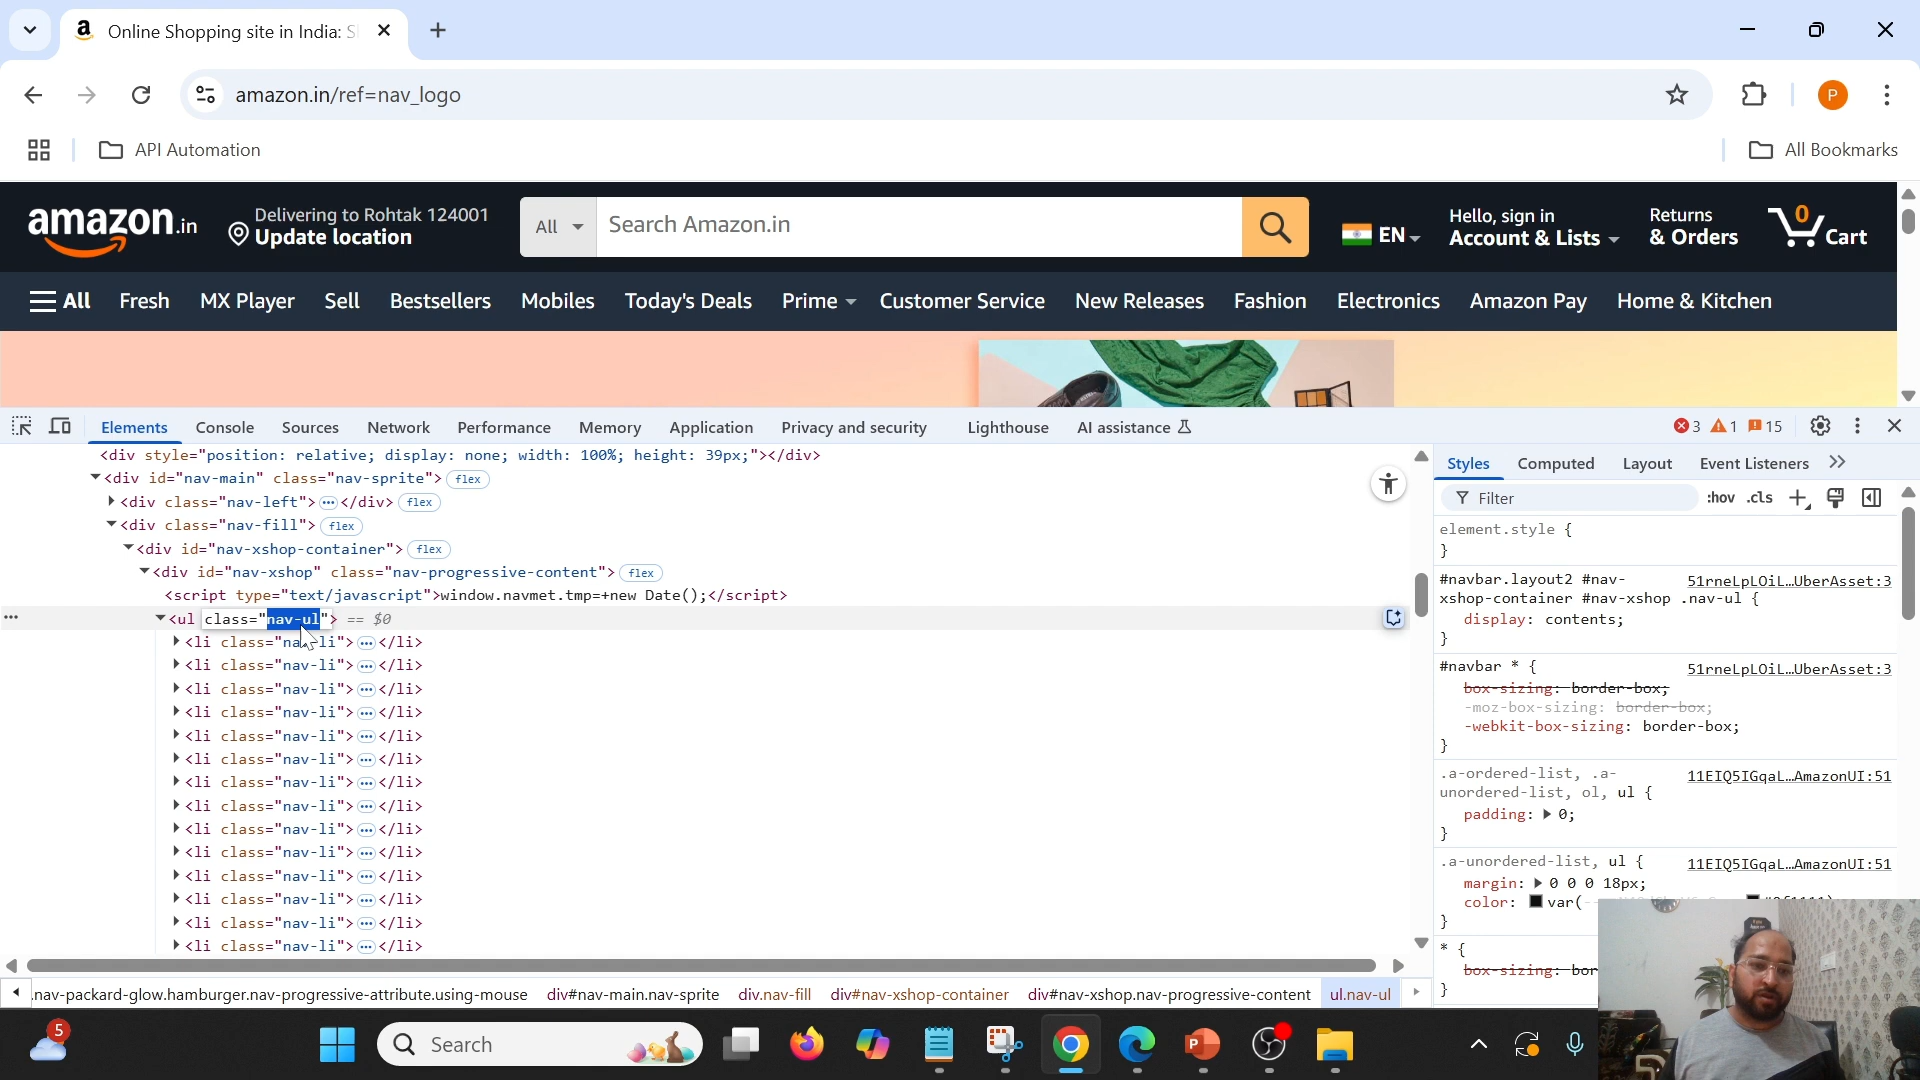 Online Shopping site in India: S
amazon.in/ref=nav_logo
P
API Automation
All Bookmarks
amazon.in
Delivering to Rohtak 124001
Update location
All
Search Amazon.in
EN
Hello, sign in
Account & Lists
Returns
& Orders
0
Cart
All
Fresh
MX Player
Sell
Bestsellers
Mobiles
Today's Deals
Prime
Customer Service
New Releases
Fashion
Electronics
Amazon Pay
Home & Kitchen
Elements
Console
Sources
Network
Performance
Memory
Application
Privacy and security
Lighthouse
AI assistance
3
1
15
<div style="position: relative; display: none; width: 100%; height: 39px;"></div>
<div id="nav-main" class="nav-sprite"> flex
<div class="nav-left"> … </div> flex
<div class="nav-fill"> flex
<div id="nav-xshop-container"> flex
<div id="nav-xshop" class="nav-progressive-content"> flex
<script type="text/javascript">window.navmet.tmp=+new Date();</script>
<ul class="nav-ul"> == $0
<li class="nav-li"> … </li>
<li class="nav-li"> … </li>
<li class="nav-li"> … </li>
<li class="nav-li"> … </li>
<li class="nav-li"> … </li>
<li class="nav-li"> … </li>
<li class="nav-li"> … </li>
<li class="nav-li"> … </li>
<li class="nav-li"> … </li>
<li class="nav-li"> … </li>
<li class="nav-li"> … </li>
<li class="nav-li"> … </li>
<li class="nav-li"> … </li>
<li class="nav-li"> … </li>
.nav-packard-glow.hamburger.nav-progressive-attribute.using-mouse
div#nav-main.nav-sprite
div.nav-fill
div#nav-xshop-container
div#nav-xshop.nav-progressive-content
ul.nav-ul
Styles
Computed
Layout
Event Listeners
Filter
:hov
.cls
element.style {
}
#navbar.layout2 #nav- 51rneLpLOiL…UberAsset:3
xshop-container #nav-xshop .nav-ul {
display: contents;
}
#navbar * { 51rneLpLOiL…UberAsset:3
box-sizing: border-box;
-moz-box-sizing: border-box;
-webkit-box-sizing: border-box;
}
.a-ordered-list, .a- 11EIQ5IGqaL…AmazonUI:51
unordered-list, ol, ul {
padding: 0;
}
.a-unordered-list, ul { 11EIQ5IGqaL…AmazonUI:51
margin: 0 0 0 18px;
color: var(
}
* {
box-sizing: bor
}
5
Search